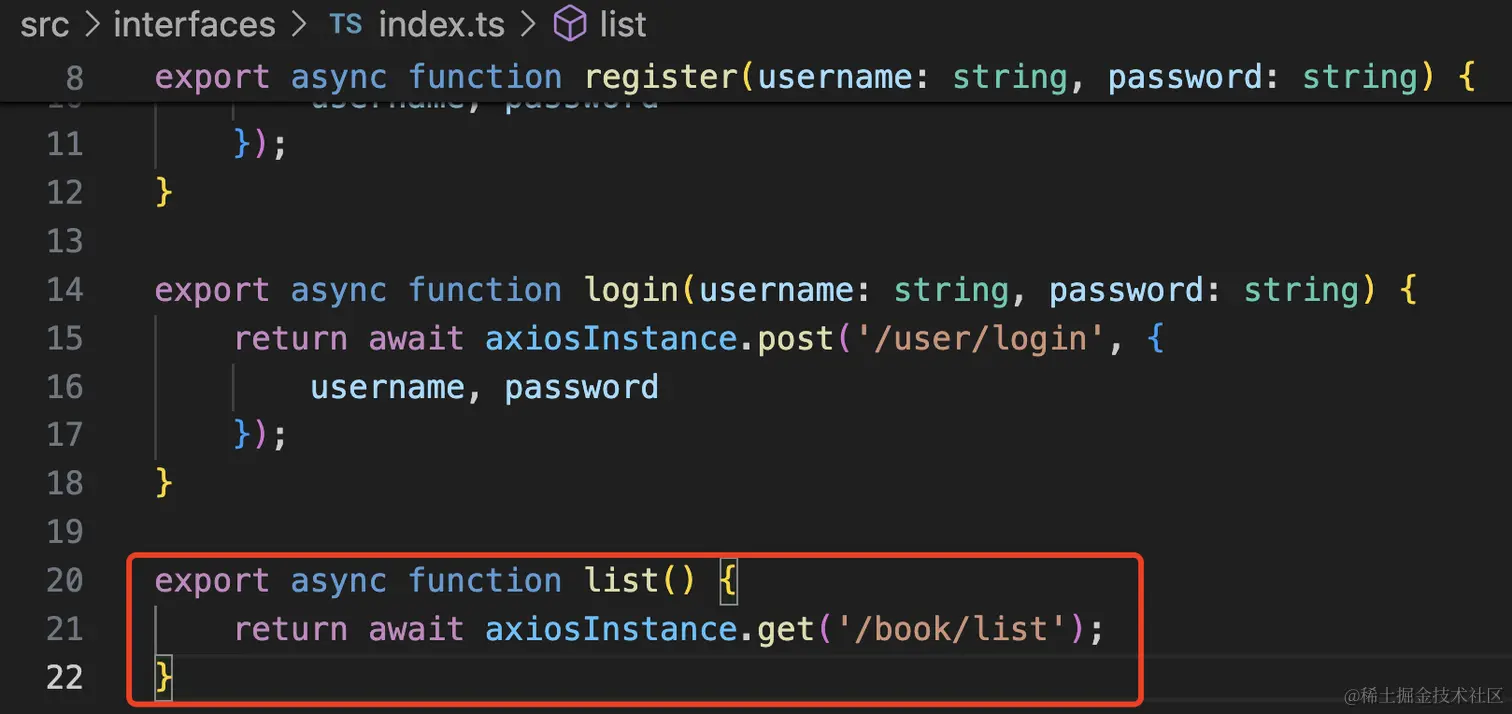 src > interfaces > TS index.ts > list
8 export async function register(username: string, password: string) {
10 username, password
11 });
12 }
13
14 export async function login(username: string, password: string) {
15 return await axiosInstance.post('/user/login', {
16 username, password
17 });
18 }
19
20 export async function list() {
21 return await axiosInstance.get('/book/list');
22 }
@稀土掘金技术社区